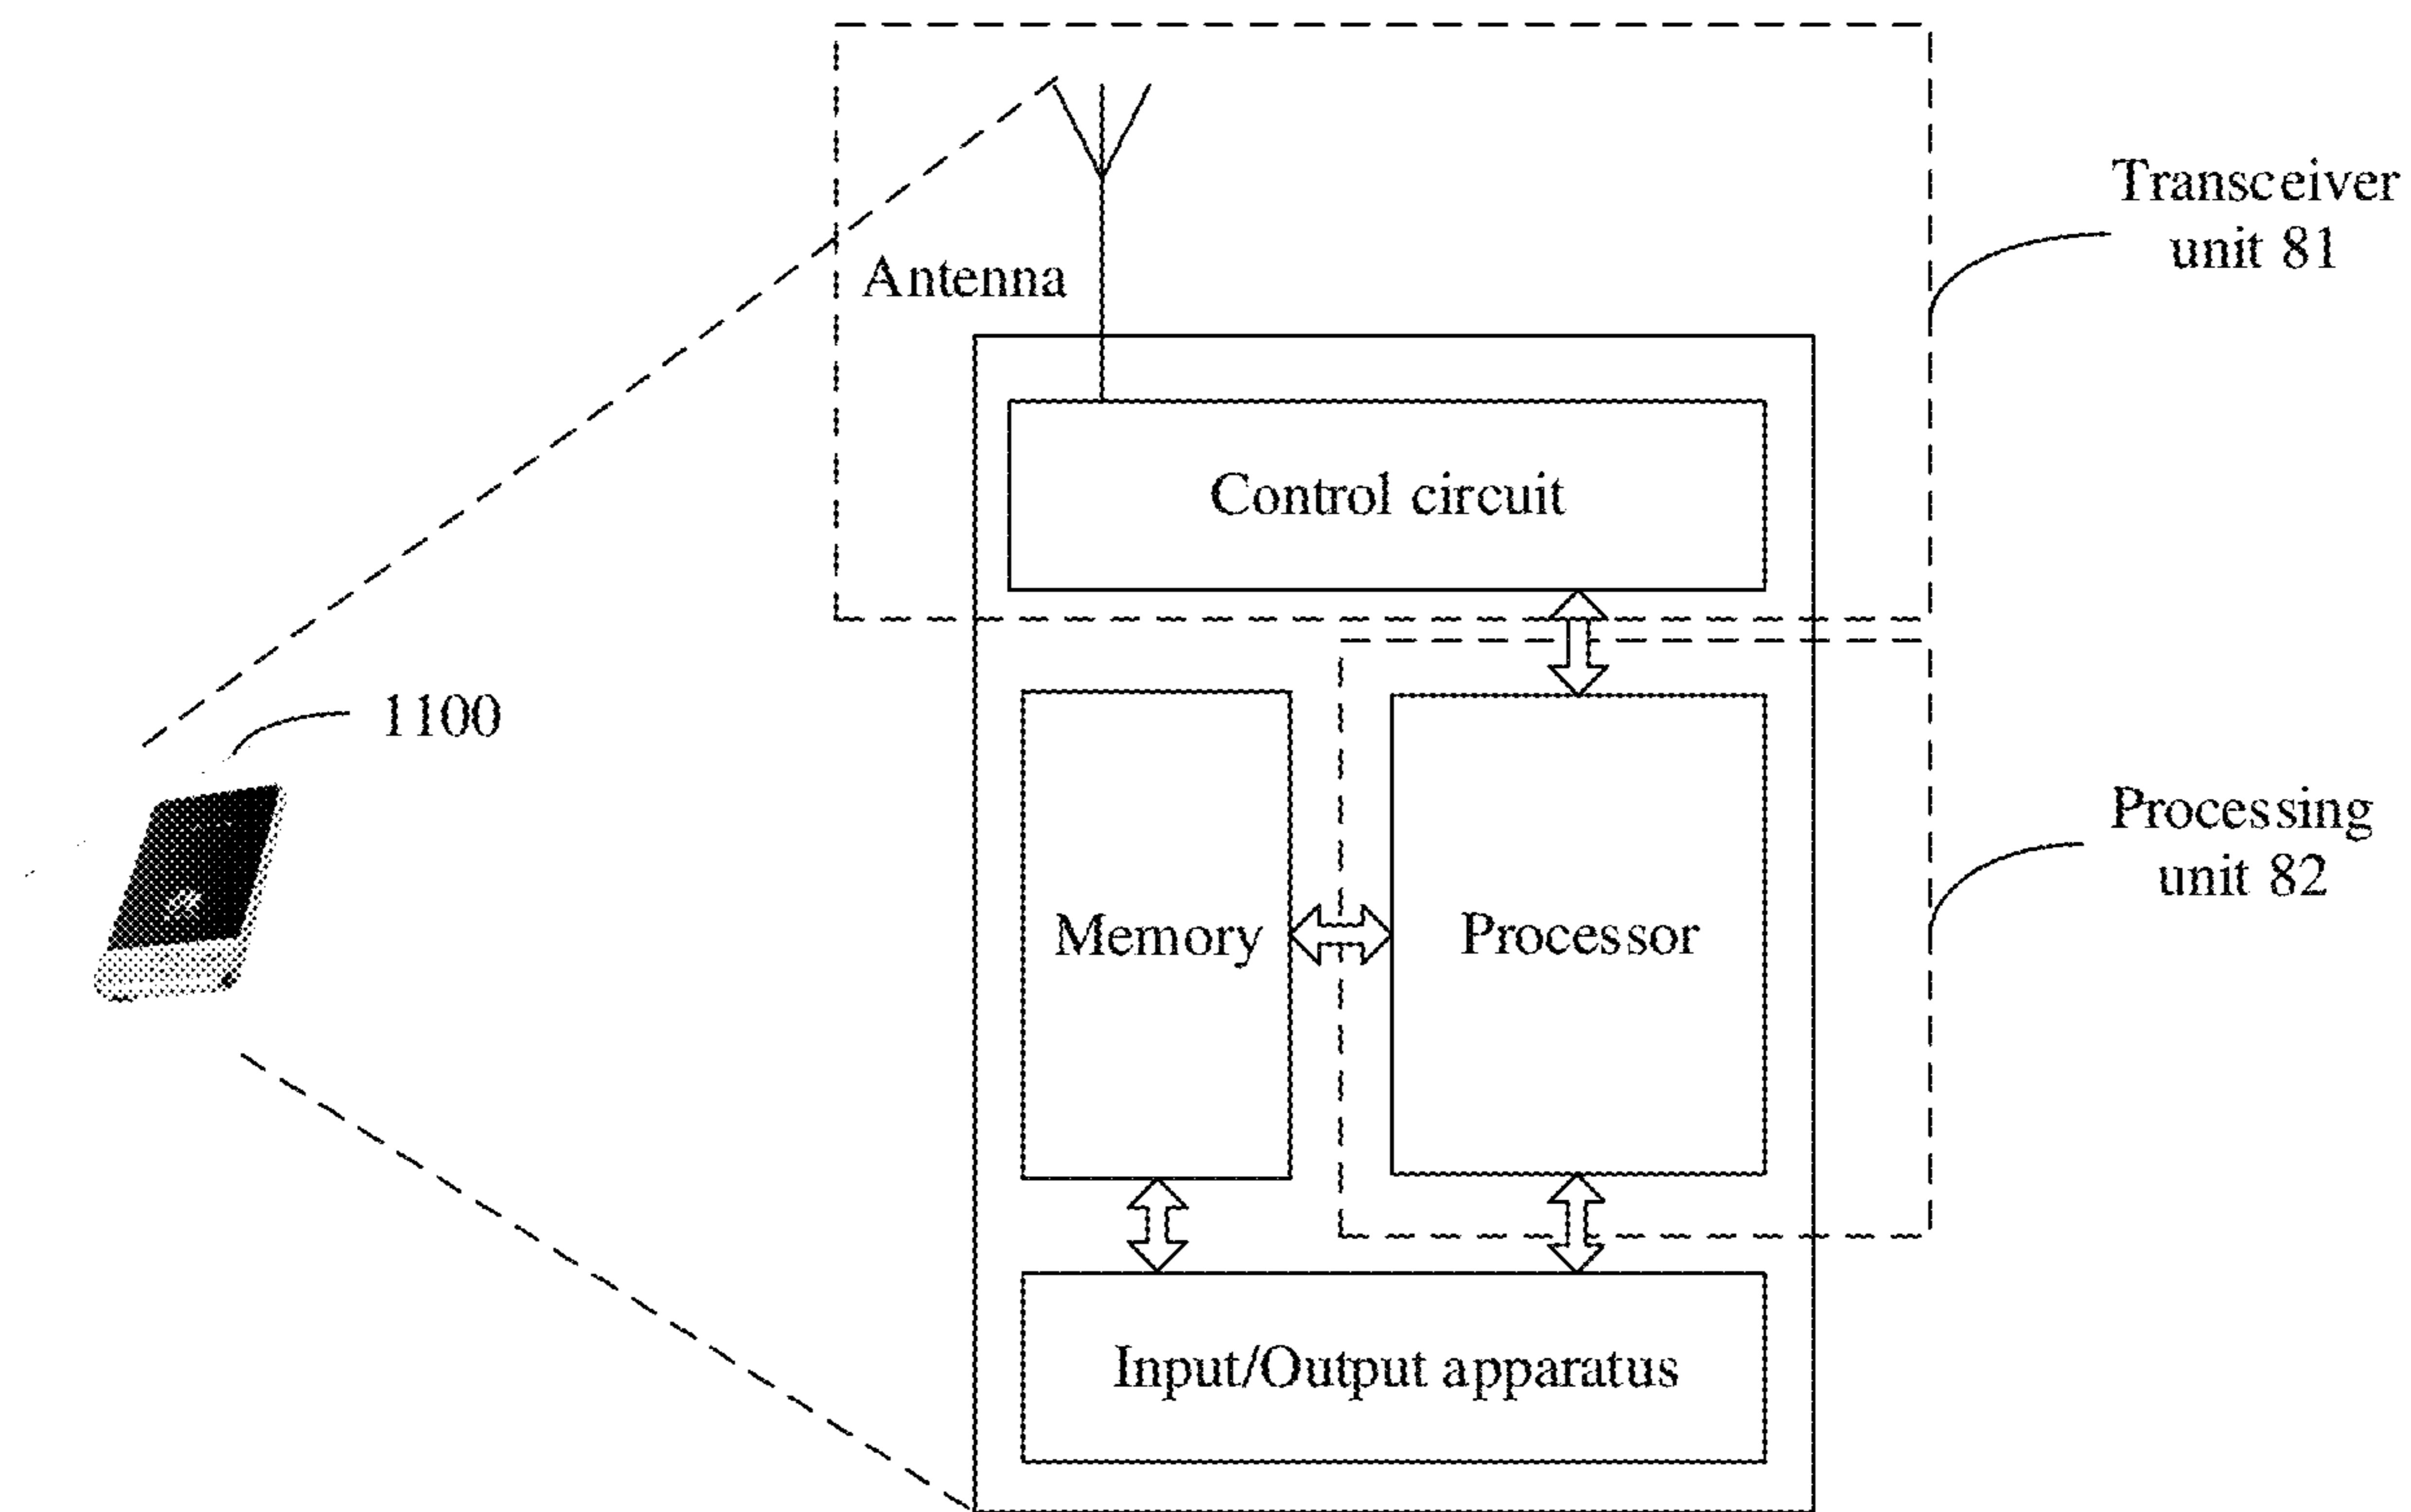 Transceiver
unit 81
Antenna
Control circuit
1100
Processing
unit 82
Memory
Processor
Input/Output apparatus